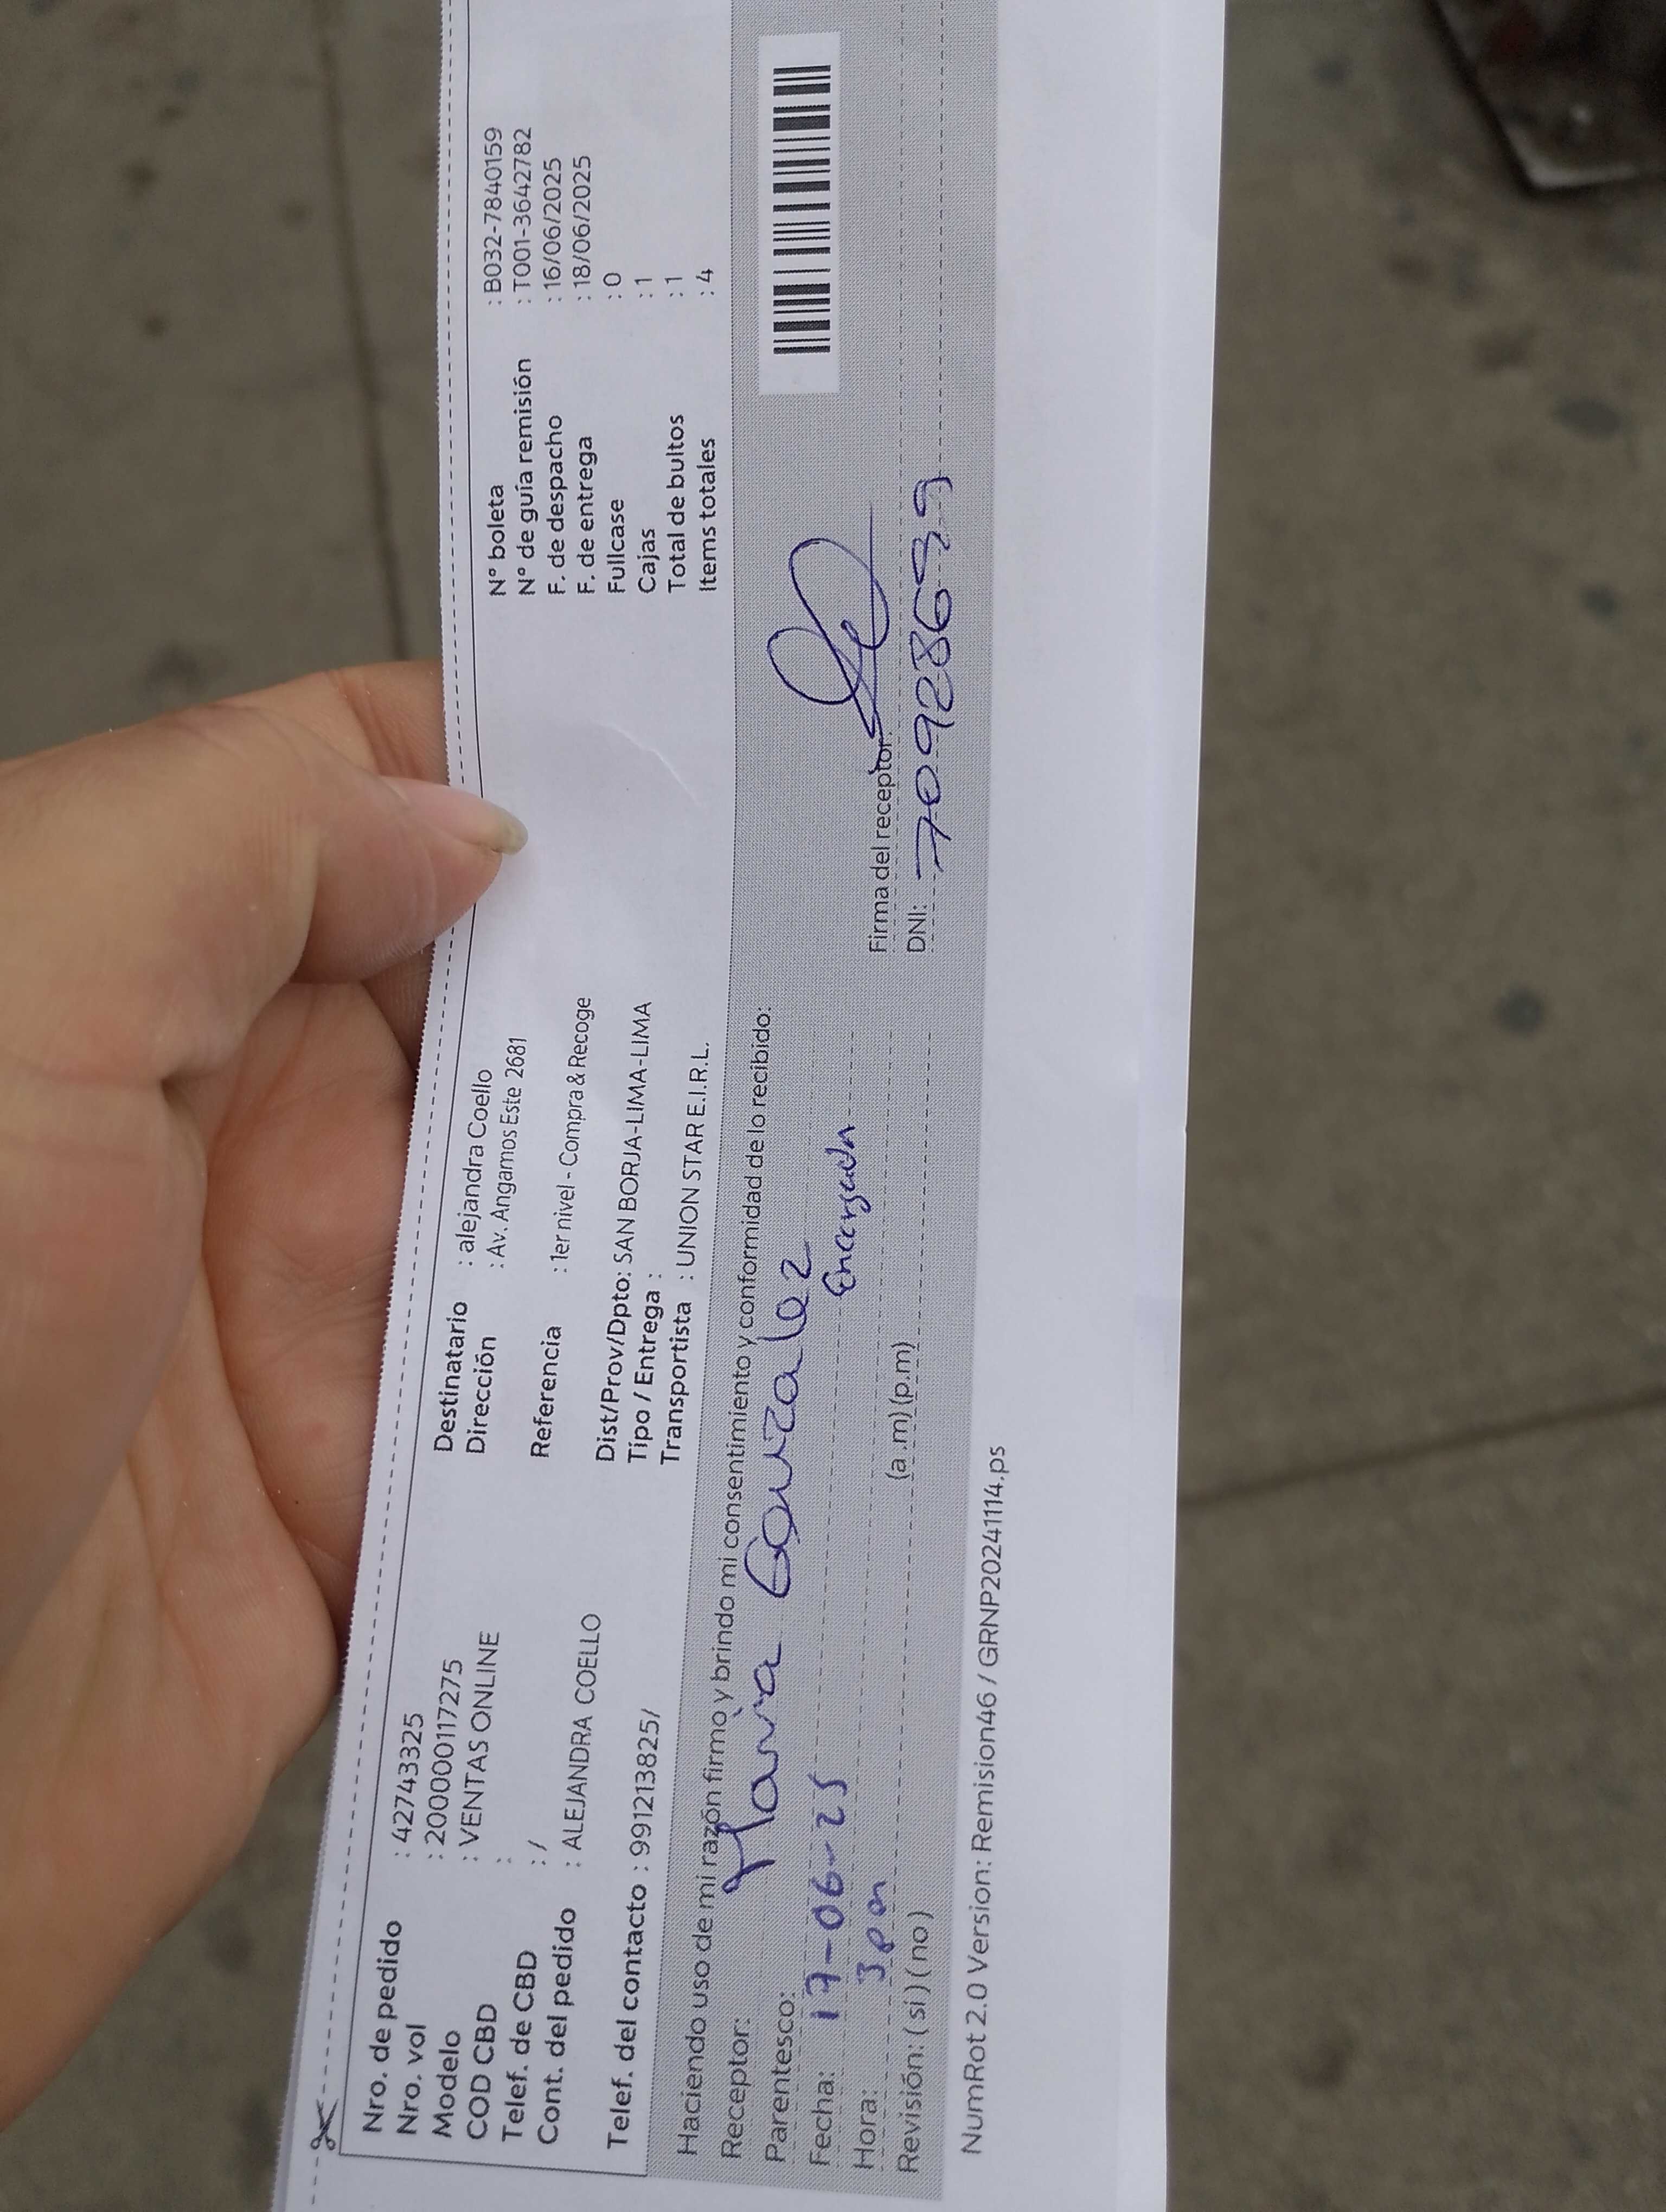 Nro. de pedido : 42743325
Nro. vol : 200000117275
Modelo : VENTAS ONLINE
COD CBD :
Telef. de CBD : /
Cont. del pedido : ALEJANDRA COELLO
Telef. del contacto : 991213825/
Destinatario : alejandra Coello
Dirección : Av. Angamos Este 2681
Referencia : 1er nivel - Compra & Recoge
Dist/Prov/Dpto: SAN BORJA-LIMA-LIMA
Tipo / Entrega :
Transportista : UNION STAR E.I.R.L.
N° boleta : B032-7840159
N° de guía remisión : T001-3642782
F. de despacho : 16/06/2025
F. de entrega : 18/06/2025
Fullcase : 0
Cajas : 1
Total de bultos : 1
Items totales : 4
Haciendo uso de mi razón firmo y brindo mi consentimiento y conformidad de lo recibido:
Receptor: Maria Gonzalez
Parentesco: Encargada
Fecha: 17-06-25
Hora: 3pm (a.m) (p.m)
Revisión: ( si ) ( no )
Firma del receptor:
DNI: 70928639
NumRot 2.0 Version: Remision46 / GRNP20241114.ps